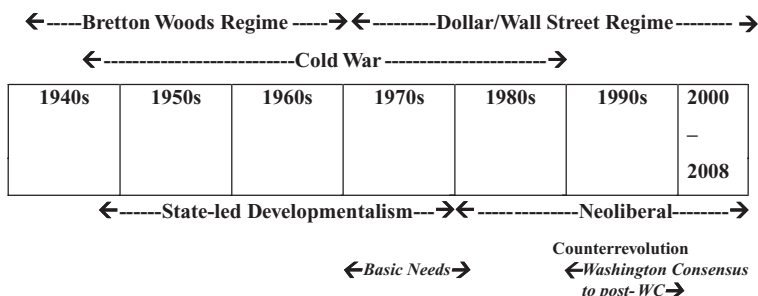 ←-----Bretton Woods Regime -----→←---------Dollar/Wall Street Regime--------→
←---------------------------Cold War-----------------------→
1940s 1950s 1960s 1970s 1980s 1990s 2000
–
2008
←------State-led Developmentalism---→← --------------Neoliberal--------→
Counterrevolution
←Basic Needs→ ←Washington Consensus
to post- WC→